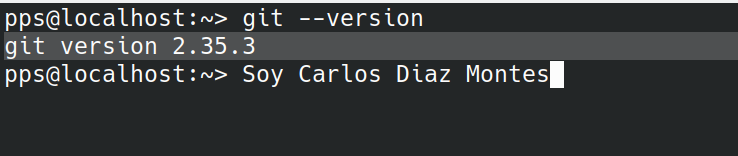 pps@localhost:~> git --version
git version 2.35.3
pps@localhost:~> Soy Carlos Diaz Montes